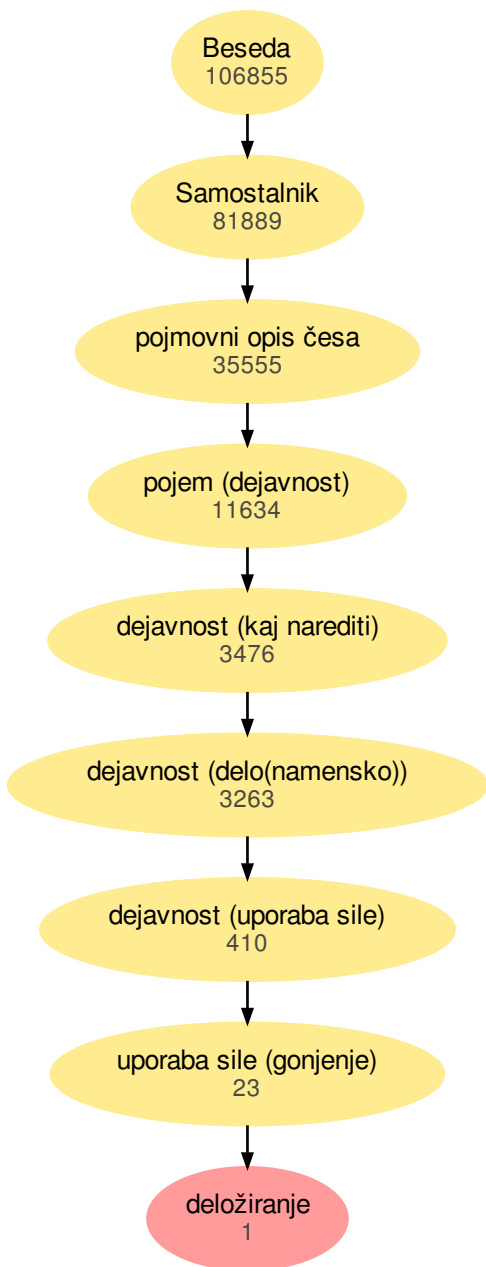 Beseda
106855
Samostalnik
81889
pojmovni opis česa
35555
pojem (dejavnost)
11634
dejavnost (kaj narediti)
3476
dejavnost (delo(namensko))
3263
dejavnost (uporaba sile)
410
uporaba sile (gonjenje)
23
deložiranje
1